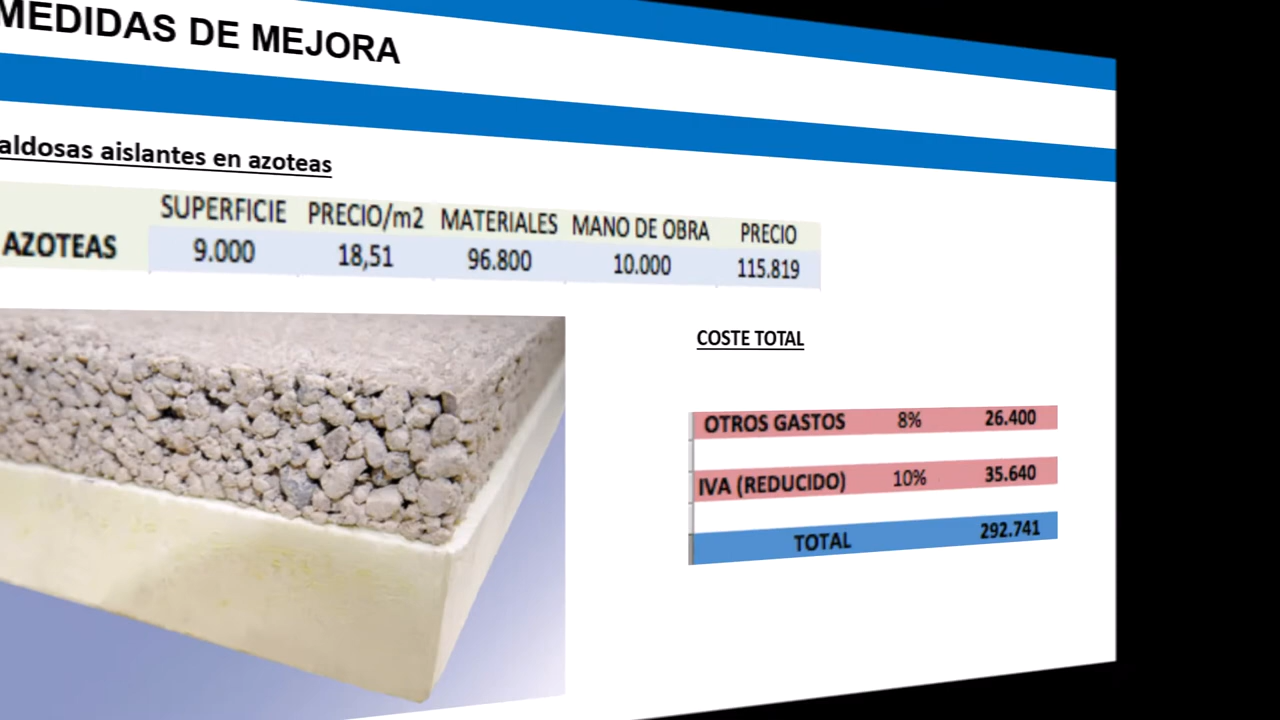 MEDIDAS DE MEJORA
aldosas aislantes en azoteas
SUPERFICIE PRECIO/m2 MATERIALES MANO DE OBRA PRECIO
AZOTEAS 9.000 18,51 96.800 10.000 115.819
COSTE TOTAL
OTROS GASTOS 8% 26.400
IVA (REDUCIDO) 10% 35.640
TOTAL 292.741